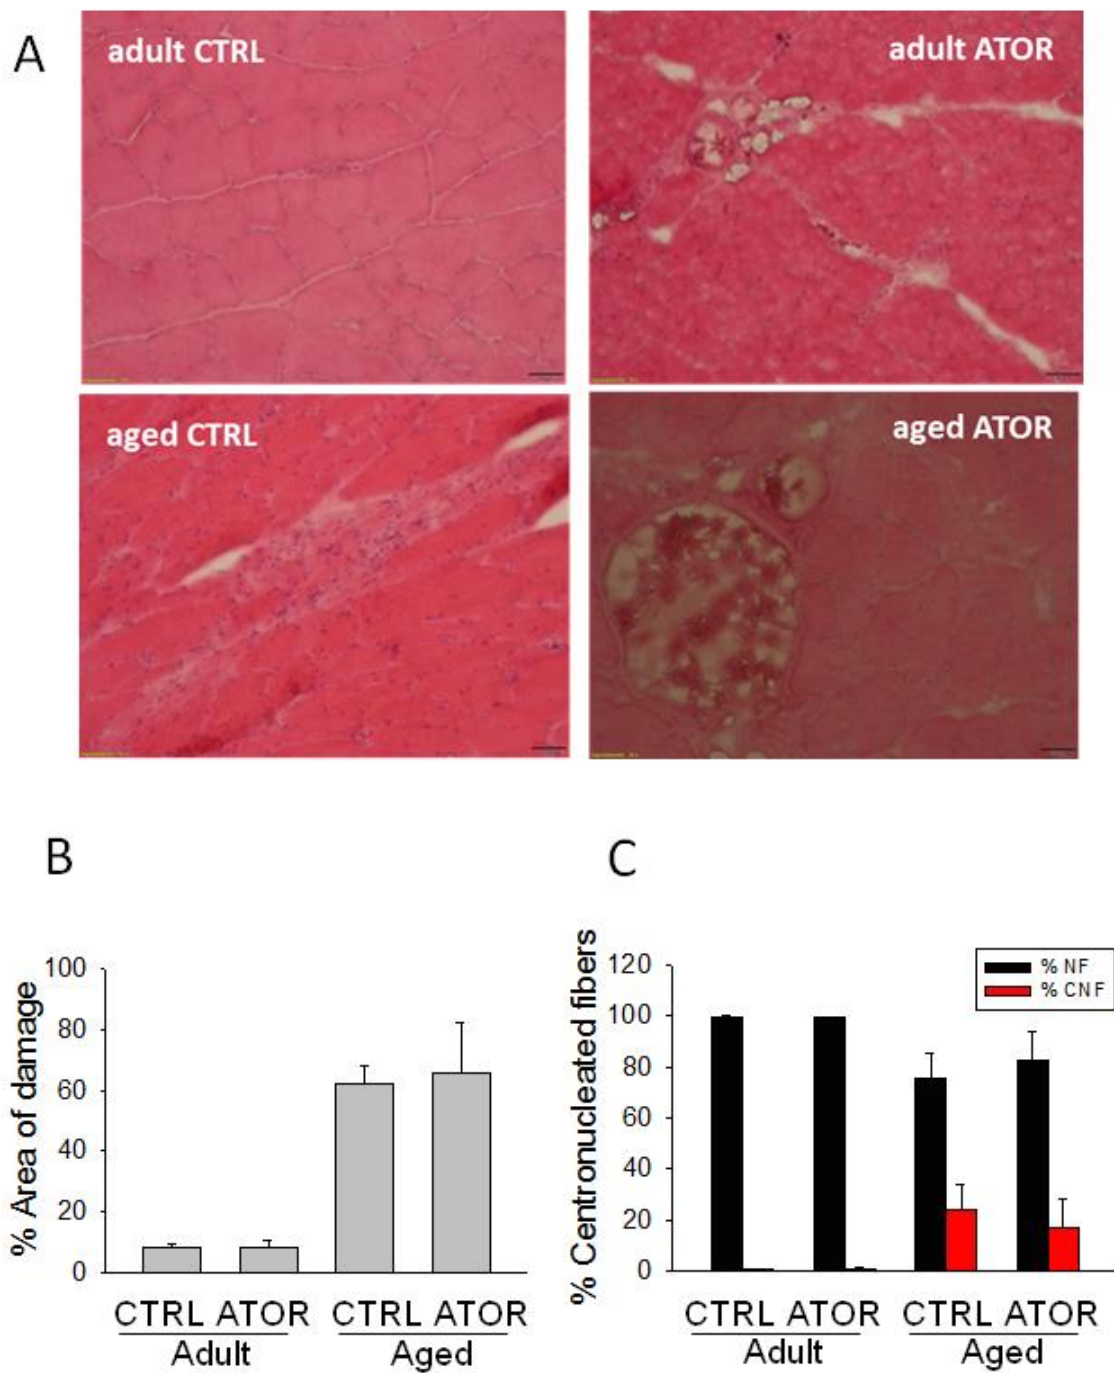 A
adult CTRL
adult ATOR
aged CTRL
aged ATOR
B
C
% Area of damage
100
80
60
40
20
0
CTRL ATOR
Adult
CTRL ATOR
Aged
% Centronucleated fibers
120
100
80
60
40
20
0
% NF
% CNF
CTRL ATOR
Adult
CTRL ATOR
Aged